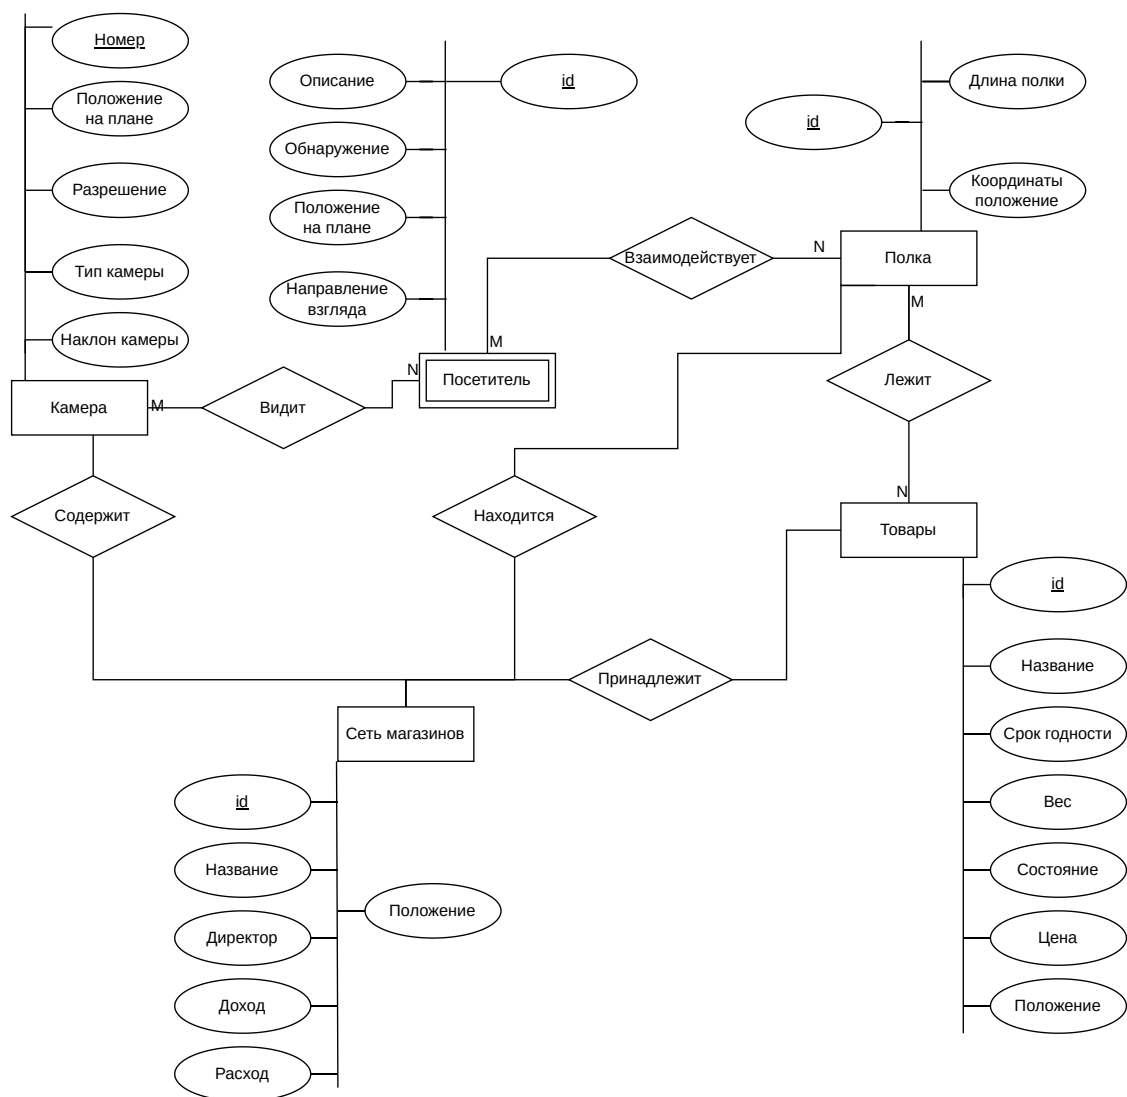 Номер
Положение
на плане
Разрешение
Тип камеры
Наклон камеры
Камера
Описание
id
Обнаружение
Положение
на плане
Направление
взгляда
Посетитель
Длина полки
id
Координаты
положение
Взаимодействует
N
Полка
M
M
N
M
Видит
Лежит
N
Содержит
Находится
Товары
Принадлежит
Сеть магазинов
id
Название
Директор
Доход
Расход
Положение
id
Название
Срок годности
Вес
Состояние
Цена
Положение